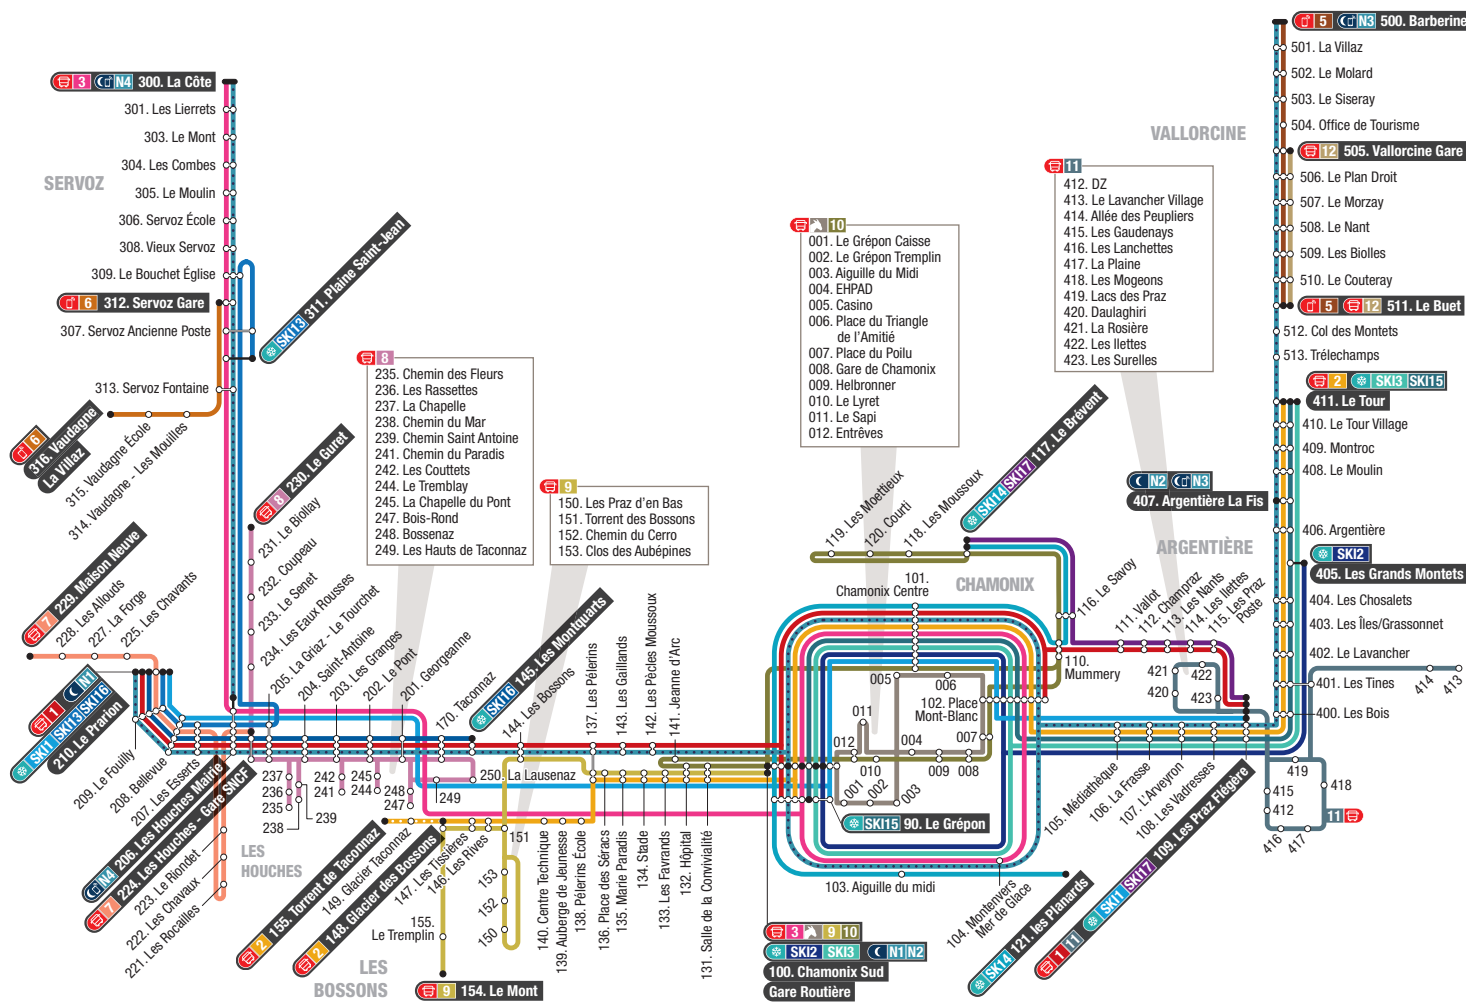 3 N4 300. La Côte
301. Les Lierrets
303. Le Mont
304. Les Combes
305. Le Moulin
306. Servoz École
308. Vieux Servoz
309. Le Bouchet Église
6 312. Servoz Gare
307. Servoz Ancienne Poste
313. Servoz Fontaine
SERVOZ
SKI13 311. Plaine Saint-Jean
6
316. Vaudagne
La Villaz
315. Vaudagne École
314. Vaudagne - Les Mouilles
8 230. Le Guret
231. Le Biollay
232. Coupeau
233. Le Senet
234. Les Eaux Rousses
205. La Griaz - Le Tourchet
204. Saint-Antoine
203. Les Granges
202. Le Pont
201. Georgeanne
170. Taconnaz
7 229. Maison Neuve
228. Les Allouds
227. La Forge
225. Les Chavants
1 N1
SKI1 SKI13 SKI16
210. Le Prarion
209. Le Fouilly
208. Bellevue
207. Les Esserts
N4 206. Les Houches Mairie
7 224. Les Houches - Gare SNCF
223. Le Riondet
222. Les Chavaux
221. Les Rocailles
LES
HOUCHES
8
235. Chemin des Fleurs
236. Les Rassettes
237. La Chapelle
238. Chemin du Mar
239. Chemin Saint Antoine
241. Chemin du Paradis
242. Les Couttets
244. Le Tremblay
245. La Chapelle du Pont
247. Bois-Rond
248. Bossenaz
249. Les Hauts de Taconnaz
237
236
235
238
239
242
241
245
244
248
247
249
250. La Lausenaz
9
150. Les Praz d'en Bas
151. Torrent des Bossons
152. Chemin du Cerro
153. Clos des Aubépines
SKI16 145. Les Montquarts
144. Les Bossons
137. Les Pèlerins
143. Les Gaillands
142. Les Pècles Moussoux
141. Jeanne d'Arc
2 155. Torrent de Taconnaz
149. Glacier Taconnaz
2 148. Glacier des Bossons
147. Les Tissières
146. Les Rives
151
153
152
150
155.
Le Tremplin
9 154. Le Mont
LES
BOSSONS
140. Centre Technique
139. Auberge de Jeunesse
138. Pèlerins École
136. Place des Séracs
135. Marie Paradis
134. Stade
133. Les Favrands
132. Hôpital
131. Salle de la Convivialité
3 9 10
SKI2 SKI3 N1 N2
100. Chamonix Sud
Gare Routière
10
001. Le Grépon Caisse
002. Le Grépon Tremplin
003. Aiguille du Midi
004. EHPAD
005. Casino
006. Place du Triangle
de l'Amitié
007. Place du Poilu
008. Gare de Chamonix
009. Helbronner
010. Le Lyret
011. Le Sapi
012. Entrêves
119. Les Moettieux
120. Courti
118. Les Moussoux
SKI14 SKI17 117. Le Brévent
101.
Chamonix Centre
CHAMONIX
116. Le Savoy
110.
Mummery
005
006
102. Place
Mont-Blanc
011
007
012
004
010
009
008
001
002
003
SKI15 90. Le Grépon
103. Aiguille du midi
104. Montenvers
Mer de Glace
SKI14 121. les Planards
111. Vallot
112. Champraz
113. Les Nants
114. Les Ilettes
115. Les Praz
Poste
105. Médiathèque
106. La Frasse
107. L'Arveyron
108. Les Vadresses
1 11 SKI1 SKI17 109. Les Praz Flégère
11
412. DZ
413. Le Lavancher Village
414. Allée des Peupliers
415. Les Gaudenays
416. Les Lanchettes
417. La Plaine
418. Les Mogeons
419. Lacs des Praz
420. Daulaghiri
421. La Rosière
422. Les Ilettes
423. Les Surelles
421
422
420
423
419
415
418
412
416
417
11
414
413
VALLORCINE
5 N3 500. Barberine
501. La Villaz
502. Le Molard
503. Le Siseray
504. Office de Tourisme
12 505. Vallorcine Gare
506. Le Plan Droit
507. Le Morzay
508. Le Nant
509. Les Biolles
510. Le Couteray
5 12 511. Le Buet
512. Col des Montets
513. Trélechamps
2 SKI3 SKI15
411. Le Tour
410. Le Tour Village
409. Montroc
408. Le Moulin
N2 N3
407. Argentière La Fis
406. Argentière
ARGENTIÈRE
SKI2
405. Les Grands Montets
404. Les Chosalets
403. Les Îles/Grassonnet
402. Le Lavancher
401. Les Tines
400. Les Bois